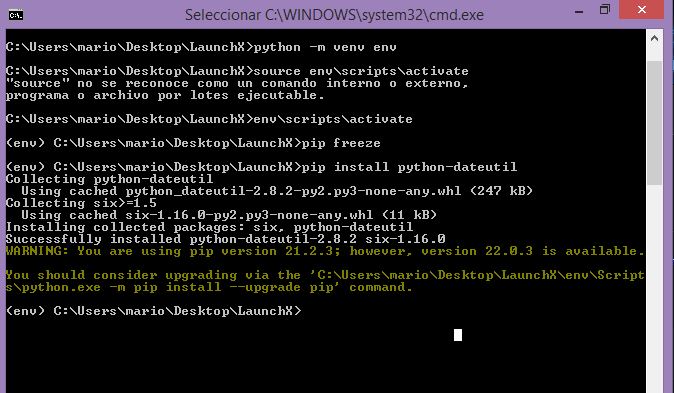 Seleccionar C:\WINDOWS\system32\cmd.exe
C:\Users\mario\Desktop\LaunchX>python -m venv env
C:\Users\mario\Desktop\LaunchX>source env\scripts\activate
"source" no se reconoce como un comando interno o externo,
programa o archivo por lotes ejecutable.
C:\Users\mario\Desktop\LaunchX>env\scripts\activate
(env) C:\Users\mario\Desktop\LaunchX>pip freeze
(env) C:\Users\mario\Desktop\LaunchX>pip install python-dateutil
Collecting python-dateutil
  Using cached python_dateutil-2.8.2-py2.py3-none-any.whl (247 kB)
Collecting six>=1.5
  Using cached six-1.16.0-py2.py3-none-any.whl (11 kB)
Installing collected packages: six, python-dateutil
Successfully installed python-dateutil-2.8.2 six-1.16.0
WARNING: You are using pip version 21.2.3; however, version 22.0.3 is available.
You should consider upgrading via the 'C:\Users\mario\Desktop\LaunchX\env\Script
s\python.exe -m pip install --upgrade pip' command.
(env) C:\Users\mario\Desktop\LaunchX>